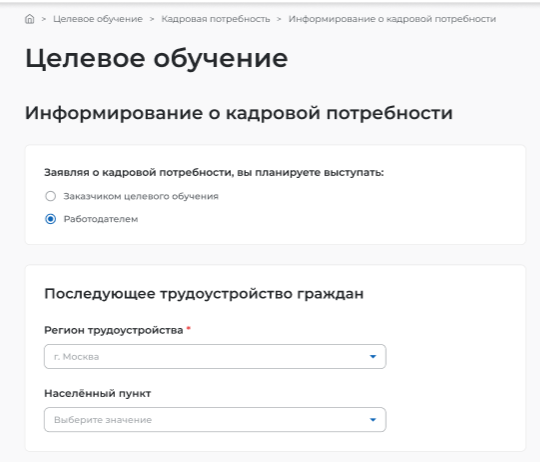 > Целевое обучение > Кадровая потребность > Информирование о кадровой потребности
Целевое обучение
Информирование о кадровой потребности
Заявляя о кадровой потребности, вы планируете выступать:
Заказчиком целевого обучения
Работодателем
Последующее трудоустройство граждан
Регион трудоустройства *
г. Москва
Населённый пункт
Выберите значение